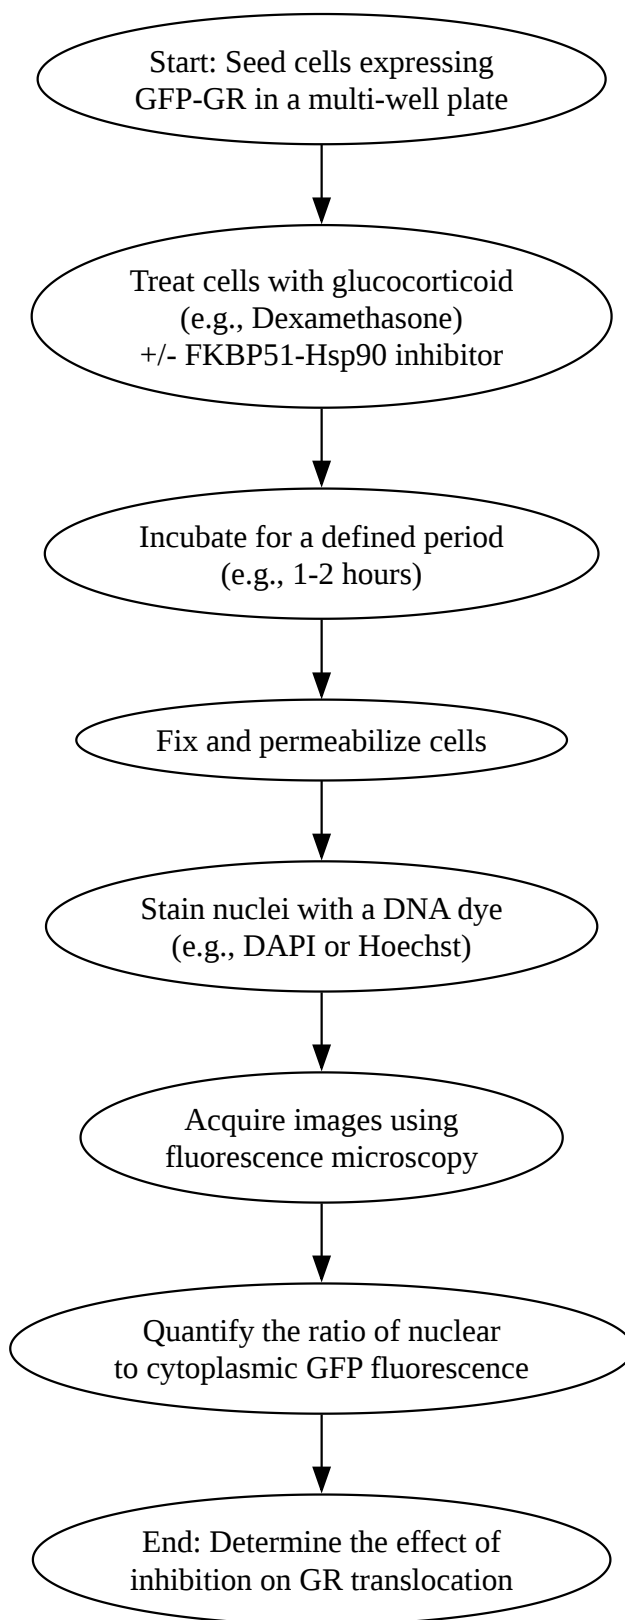 Start: Seed cells expressing
GFP-GR in a multi-well plate
Treat cells with glucocorticoid
(e.g., Dexamethasone)
+/- FKBP51-Hsp90 inhibitor
Incubate for a defined period
(e.g., 1-2 hours)
Fix and permeabilize cells
Stain nuclei with a DNA dye
(e.g., DAPI or Hoechst)
Acquire images using
fluorescence microscopy
Quantify the ratio of nuclear
to cytoplasmic GFP fluorescence
End: Determine the effect of
inhibition on GR translocation